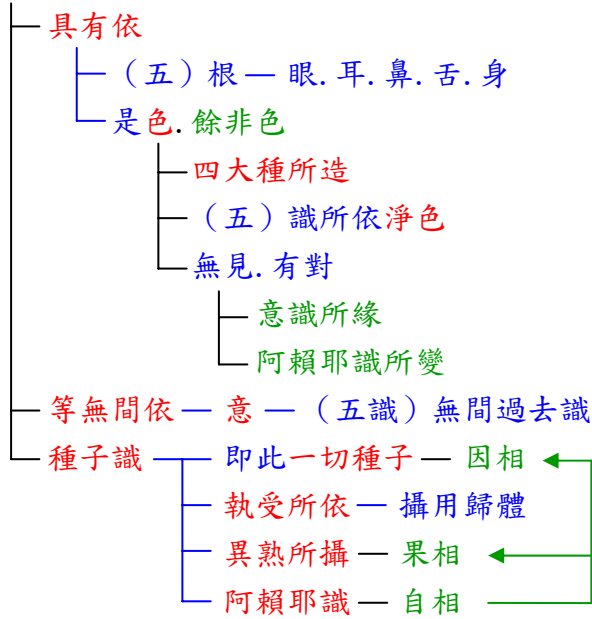 具有依
（五）根 — 眼.耳.鼻.舌.身
是色.餘非色
四大種所造
（五）識所依淨色
無見.有對
意識所緣
阿賴耶識所變
等無間依 — 意 — （五識）無間過去識
種子識 — 即此一切種子 — 因相
執受所依 — 攝用歸體
異熟所攝 — 果相
阿賴耶識 — 自相